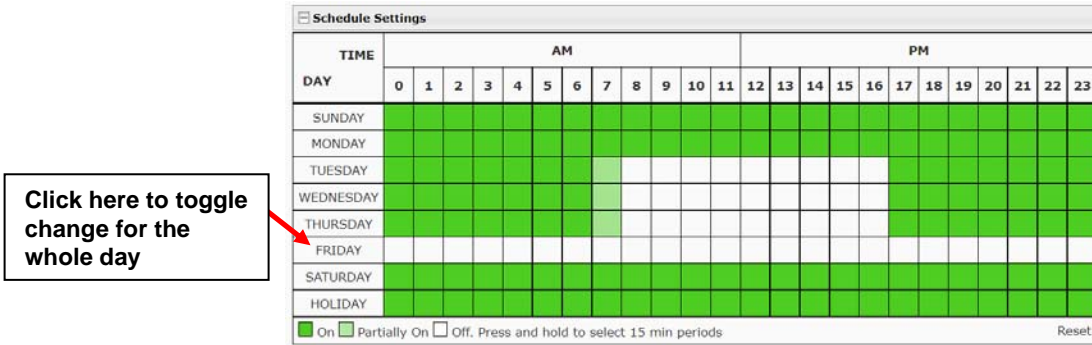 Schedule Settings
TIME AM PM
DAY 0 1 2 3 4 5 6 7 8 9 10 11 12 13 14 15 16 17 18 19 20 21 22 23
SUNDAY
MONDAY
TUESDAY
WEDNESDAY
THURSDAY
FRIDAY
SATURDAY
HOLIDAY
On Partially On Off. Press and hold to select 15 min periods Reset
Click here to toggle
change for the
whole day